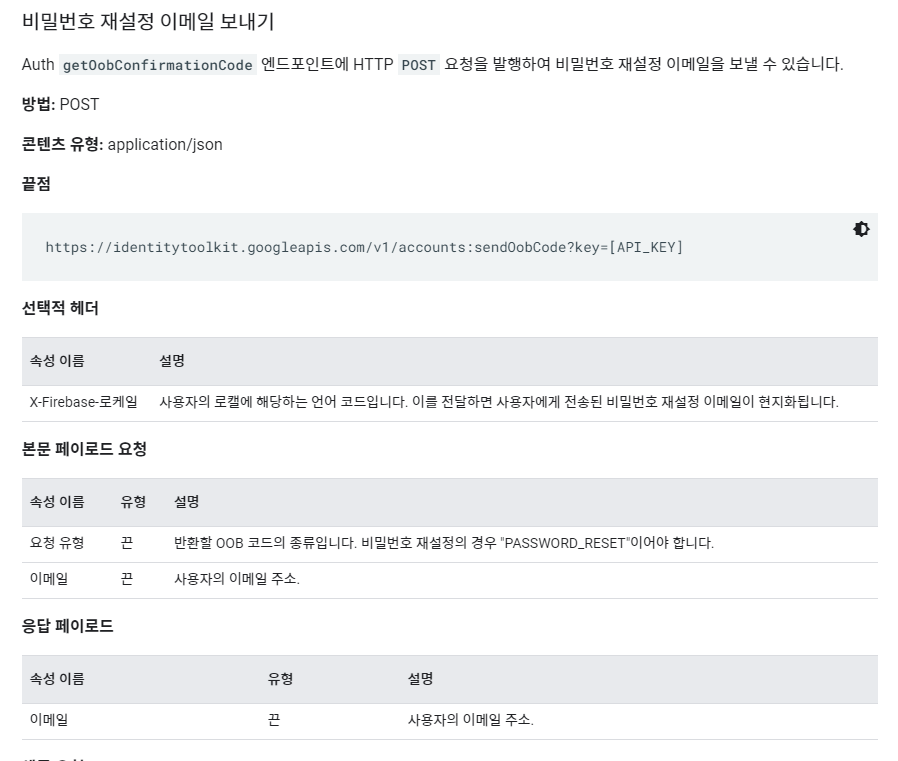 비밀번호 재설정 이메일 보내기
Auth getOobConfirmationCode 엔드포인트에 HTTP POST 요청을 발행하여 비밀번호 재설정 이메일을 보낼 수 있습니다.
방법: POST
콘텐츠 유형: application/json
끝점
https://identitytoolkit.googleapis.com/v1/accounts:sendOobCode?key=[API_KEY]
선택적 헤더
속성 이름 설명
X-Firebase-로케일 사용자의 로캘에 해당하는 언어 코드입니다. 이를 전달하면 사용자에게 전송된 비밀번호 재설정 이메일이 현지화됩니다.
본문 페이로드 요청
속성 이름 유형 설명
요청 유형 끈 반환할 OOB 코드의 종류입니다. 비밀번호 재설정의 경우 "PASSWORD_RESET"이어야 합니다.
이메일 끈 사용자의 이메일 주소.
응답 페이로드
속성 이름 유형 설명
이메일 끈 사용자의 이메일 주소.